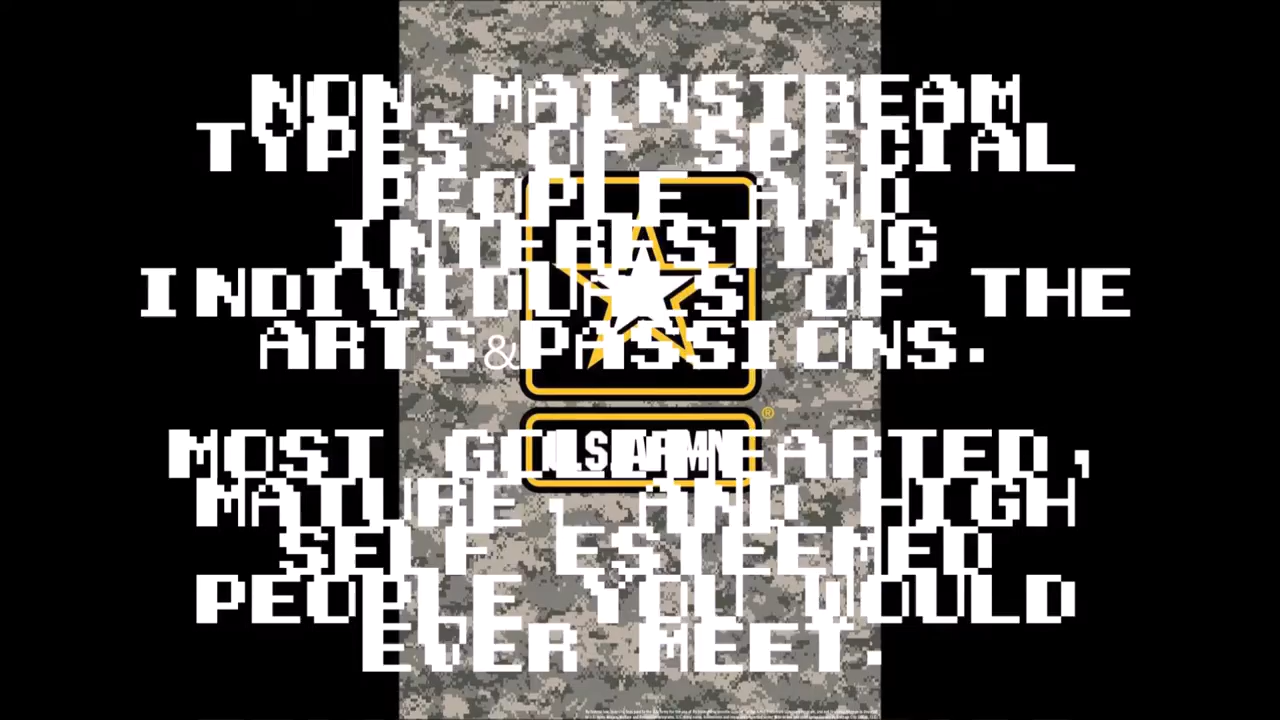 NON MAINSTREAM
TYPES OF SPECIAL
PEOPLE AND
INTERESTING
INDIVIDUALS OF THE
ARTS & PASSIONS.
®
U.S. ARMY
MOST GOLDENHEARTED,
MATURE, AND HIGH
SELF ESTEEMED
PEOPLE YOU WOULD
EVER MEET.